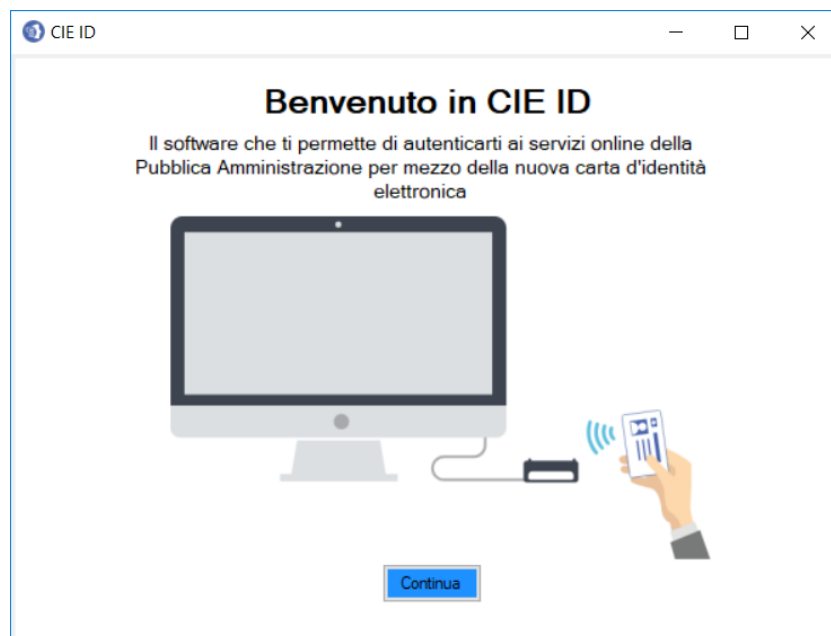 CIE ID
Benvenuto in CIE ID
Il software che ti permette di autenticarti ai servizi online della
Pubblica Amministrazione per mezzo della nuova carta d'identità
elettronica
Continua